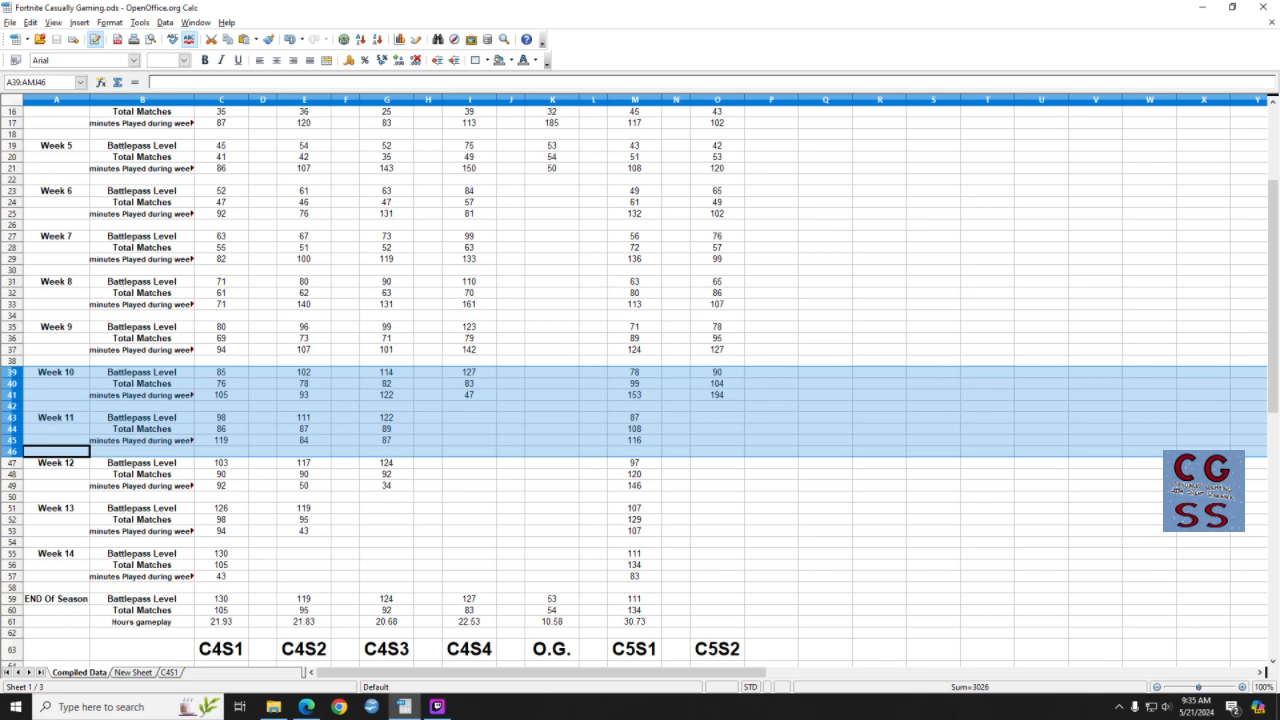 Fortnite Casually Gaming.ods - OpenOffice.org Calc
File Edit View Insert Format Tools Data Window Help
Arial
A39:AMJ46
A B C D E F G H I J K L M N O P Q R S T U V W X Y
16 Total Matches 35 36 25 39 32 45 43
17 minutes Played during wee 87 120 83 113 185 117 102
18
19 Week 5 Battlepass Level 45 54 52 75 53 43 42
20 Total Matches 41 42 35 49 54 51 53
21 minutes Played during wee 86 107 143 150 50 108 120
22
23 Week 6 Battlepass Level 52 61 63 84 49 65
24 Total Matches 47 46 47 57 61 49
25 minutes Played during wee 92 76 131 81 132 102
26
27 Week 7 Battlepass Level 63 67 73 99 56 76
28 Total Matches 55 51 52 63 72 57
29 minutes Played during wee 82 100 119 133 136 99
30
31 Week 8 Battlepass Level 71 80 90 110 63 65
32 Total Matches 61 62 63 70 80 86
33 minutes Played during wee 71 140 131 161 113 107
34
35 Week 9 Battlepass Level 80 96 99 123 71 78
36 Total Matches 69 73 71 79 89 95
37 minutes Played during wee 94 107 101 142 124 127
38
39 Week 10 Battlepass Level 85 102 114 127 78 90
40 Total Matches 76 78 82 83 99 104
41 minutes Played during wee 105 93 122 47 153 194
42
43 Week 11 Battlepass Level 98 111 122 87
44 Total Matches 86 87 89 108
45 minutes Played during wee 119 84 87 116
46
47 Week 12 Battlepass Level 103 117 124 97
48 Total Matches 90 90 92 120
49 minutes Played during wee 92 50 34 146
50
51 Week 13 Battlepass Level 126 119 107
52 Total Matches 98 95 129
53 minutes Played during wee 94 43 107
54
55 Week 14 Battlepass Level 130 111
56 Total Matches 105 134
57 minutes Played during wee 43 83
58
59 END Of Season Battlepass Level 130 119 124 127 53 111
60 Total Matches 105 95 92 83 54 134
61 Hours gameplay 21.93 21.83 20.68 22.53 10.58 30.73
62
63 C4S1 C4S2 C4S3 C4S4 O.G. C5S1 C5S2
CG
SS
Compiled Data New Sheet C4S1
Sheet 1 / 3 Default STD Sum=3026 100%
Type here to search
9:35 AM
5/21/2024
2